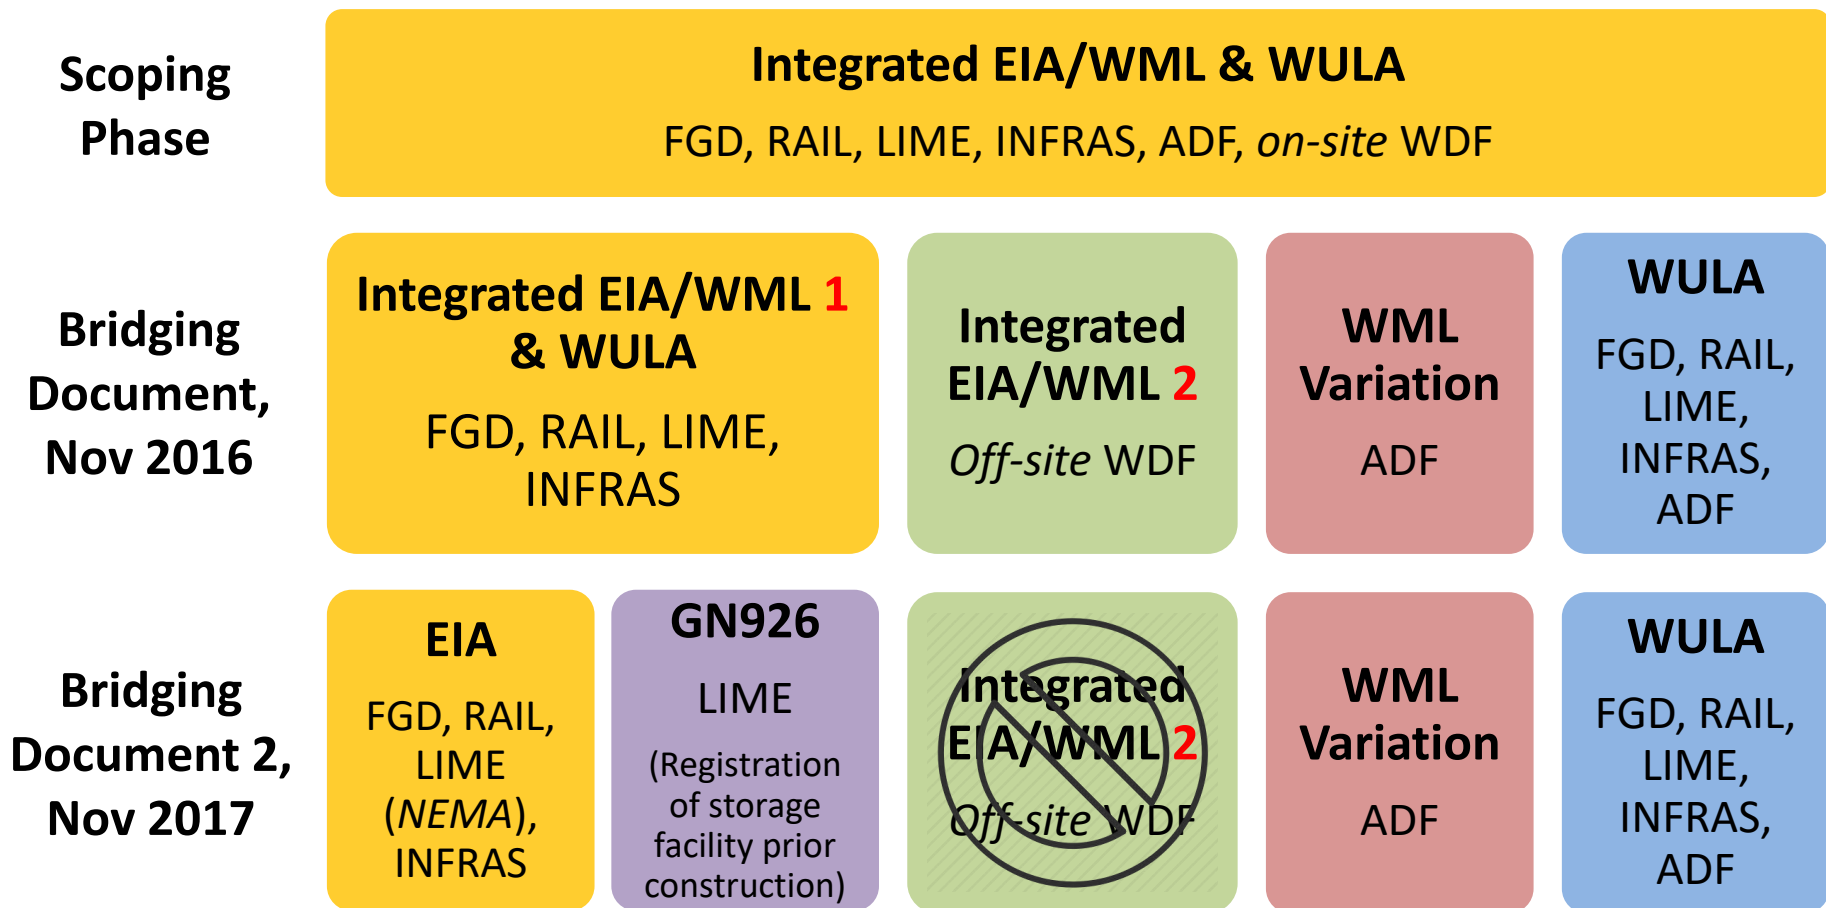 Scoping
Phase
Integrated EIA/WML & WULA
FGD, RAIL, LIME, INFRAS, ADF, on-site WDF
Bridging
Document,
Nov 2016
Integrated EIA/WML 1
& WULA
FGD, RAIL, LIME,
INFRAS
Integrated
EIA/WML 2
Off-site WDF
WML
Variation
ADF
WULA
FGD, RAIL,
LIME,
INFRAS,
ADF
Bridging
Document 2,
Nov 2017
EIA
FGD, RAIL,
LIME
(NEMA),
INFRAS
GN926
LIME
(Registration
of storage
facility prior
construction)
Integrated
EIA/WML 2
Off-site WDF
WML
Variation
ADF
WULA
FGD, RAIL,
LIME,
INFRAS,
ADF